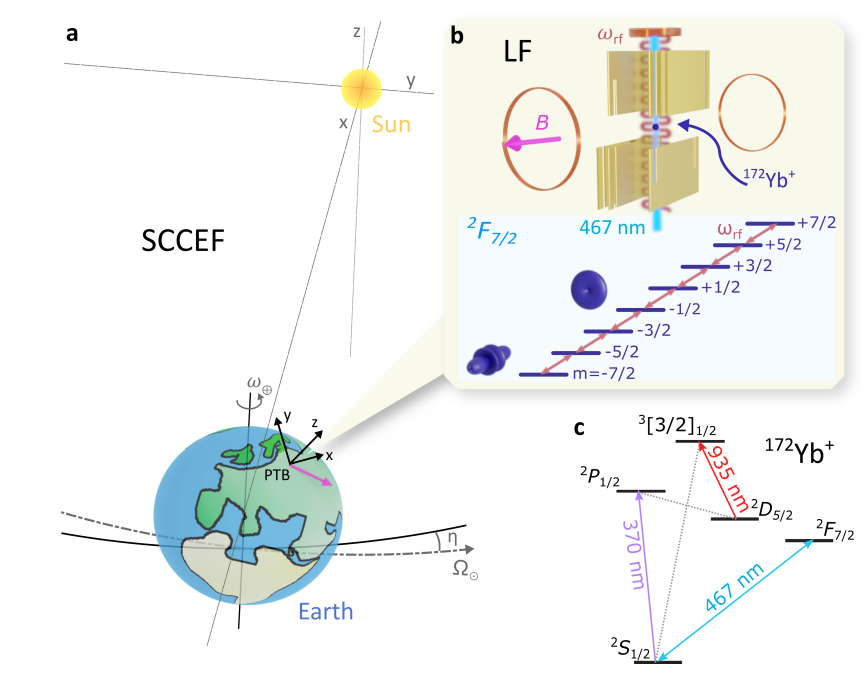 a
z
y
x
Sun
SCCEF
ω⊕
y
z
x
PTB
η
Ω⊙
Earth
b
LF
ωrf
B
¹⁷²Yb⁺
467 nm
²F7/2
ωrf
+7/2
+5/2
+3/2
+1/2
-1/2
-3/2
-5/2
m=-7/2
c
³[3/2]1/2
¹⁷²Yb⁺
935 nm
²P1/2
²D5/2
²F7/2
370 nm
467 nm
²S1/2